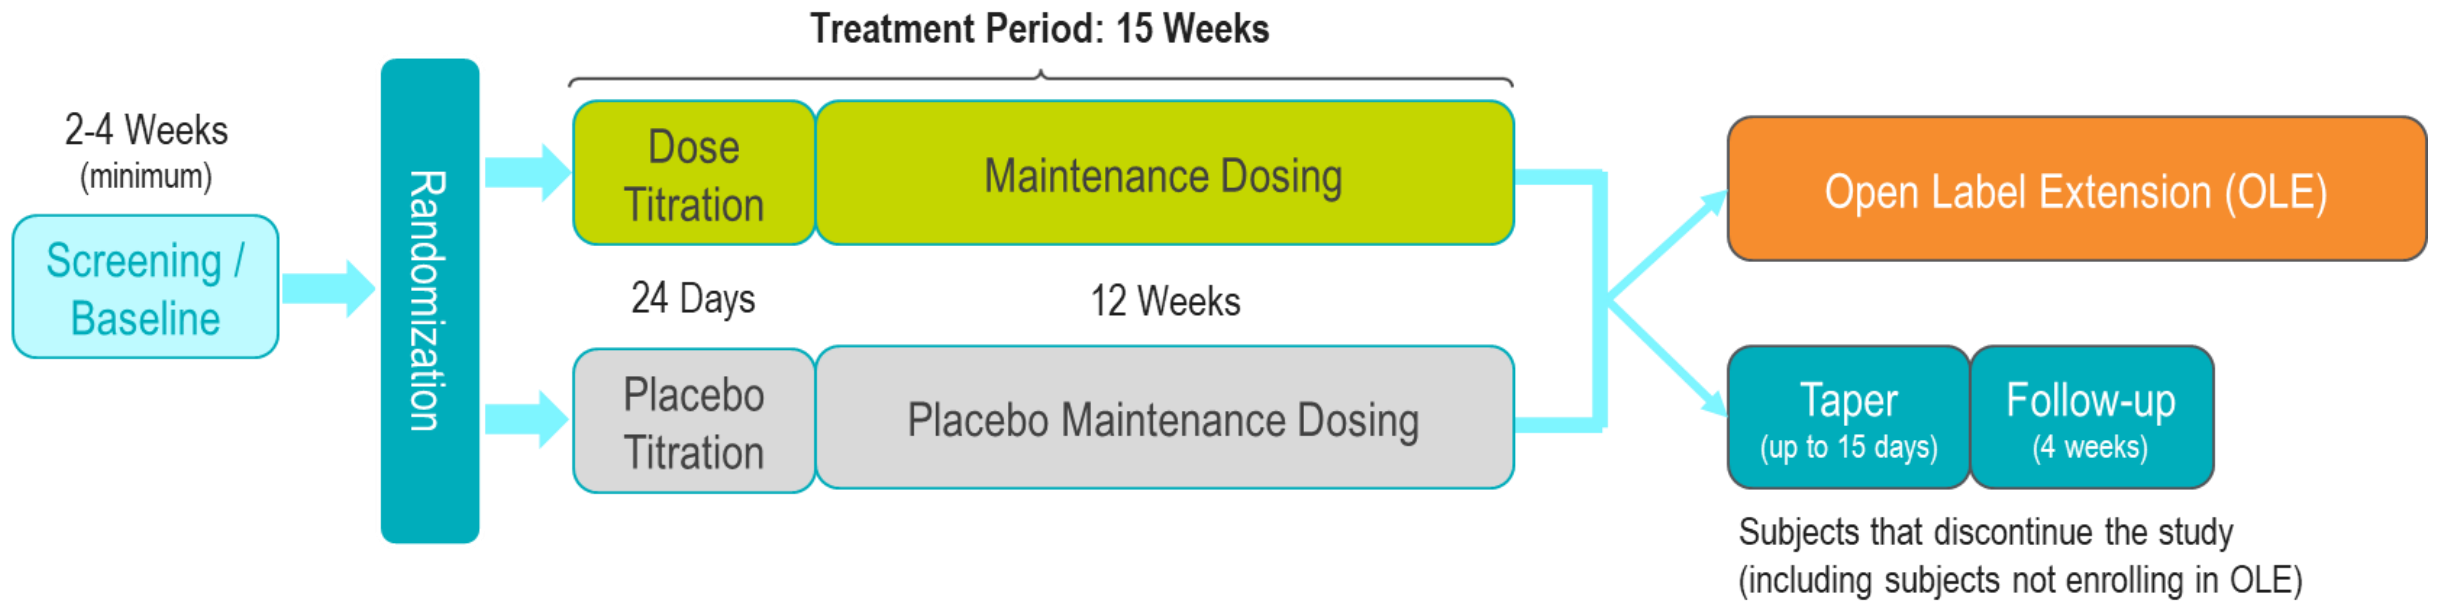 Treatment Period: 15 Weeks
2-4 Weeks
(minimum)
Screening /
Baseline
Randomization
Dose
Titration
Maintenance Dosing
24 Days
12 Weeks
Placebo
Titration
Placebo Maintenance Dosing
Open Label Extension (OLE)
Taper
(up to 15 days)
Follow-up
(4 weeks)
Subjects that discontinue the study
(including subjects not enrolling in OLE)